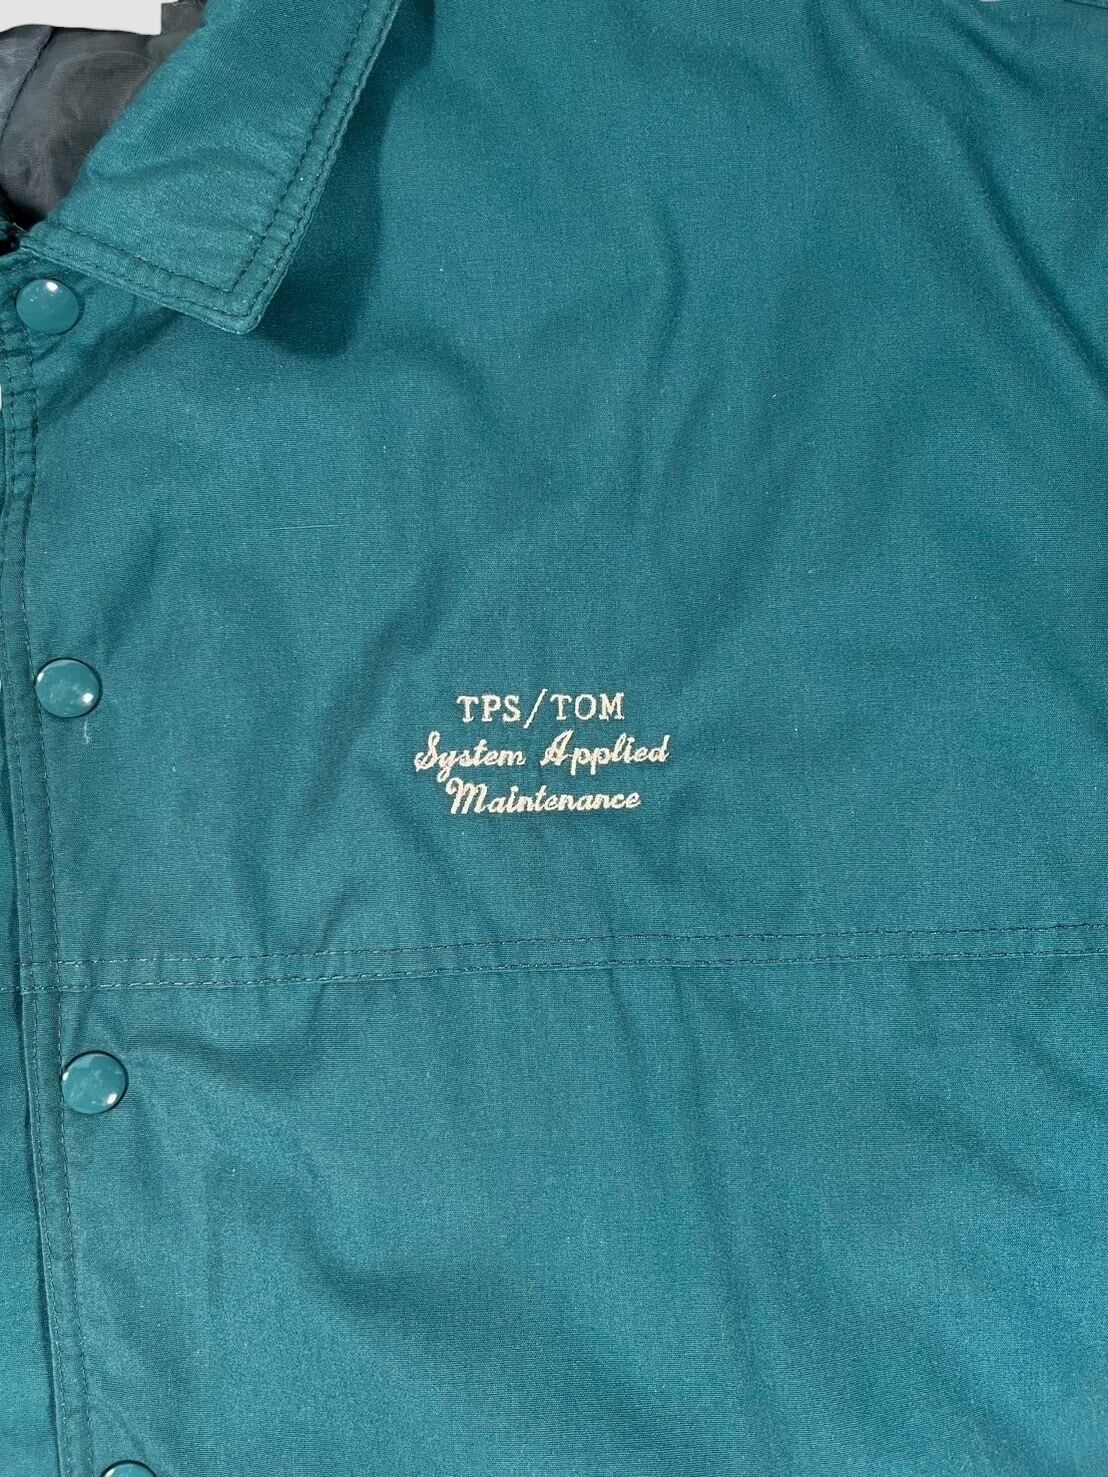 TPS/TOM
System Applied
Maintenance